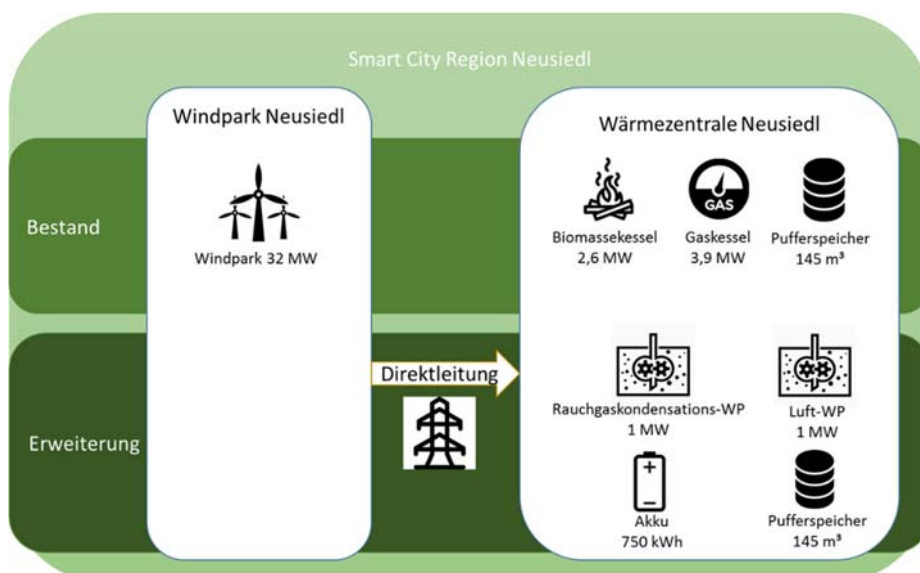 Smart City Region Neusiedl
Windpark Neusiedl
Wärmezentrale Neusiedl
Bestand
Windpark 32 MW
GAS
Biomassekessel
2,6 MW
Gaskessel
3,9 MW
Pufferspeicher
145 m³
Direktleitung
Erweiterung
Rauchgaskondensations-WP
1 MW
Luft-WP
1 MW
Akku
750 kWh
Pufferspeicher
145 m³